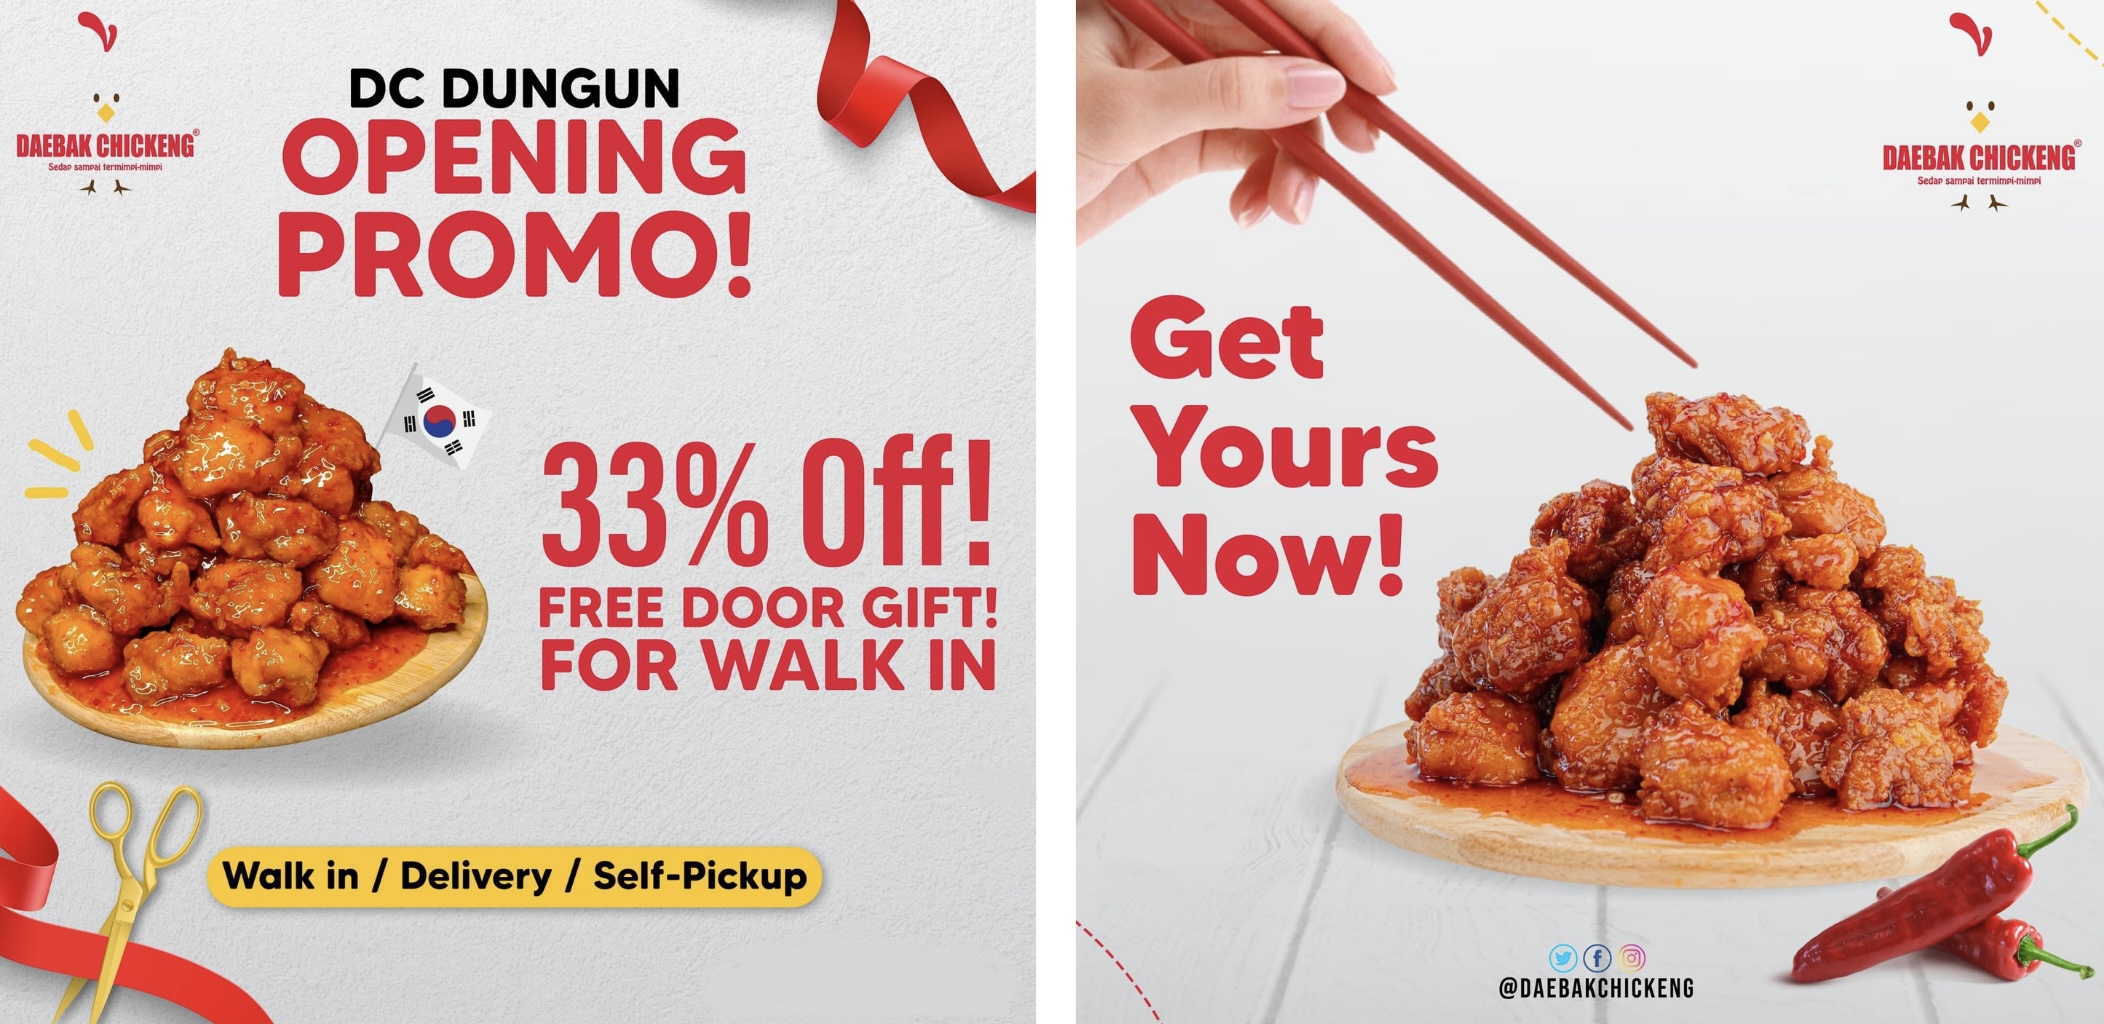 DC DUNGUN
OPENING
PROMO!
DAEBAK CHICKENG®
Sedap sampai termimpi-mimpi
33% Off!
FREE DOOR GIFT!
FOR WALK IN
Walk in / Delivery / Self-Pickup
DAEBAK CHICKENG®
Sedap sampai termimpi-mimpi
Get
Yours
Now!
@DAEBAKCHICKENG